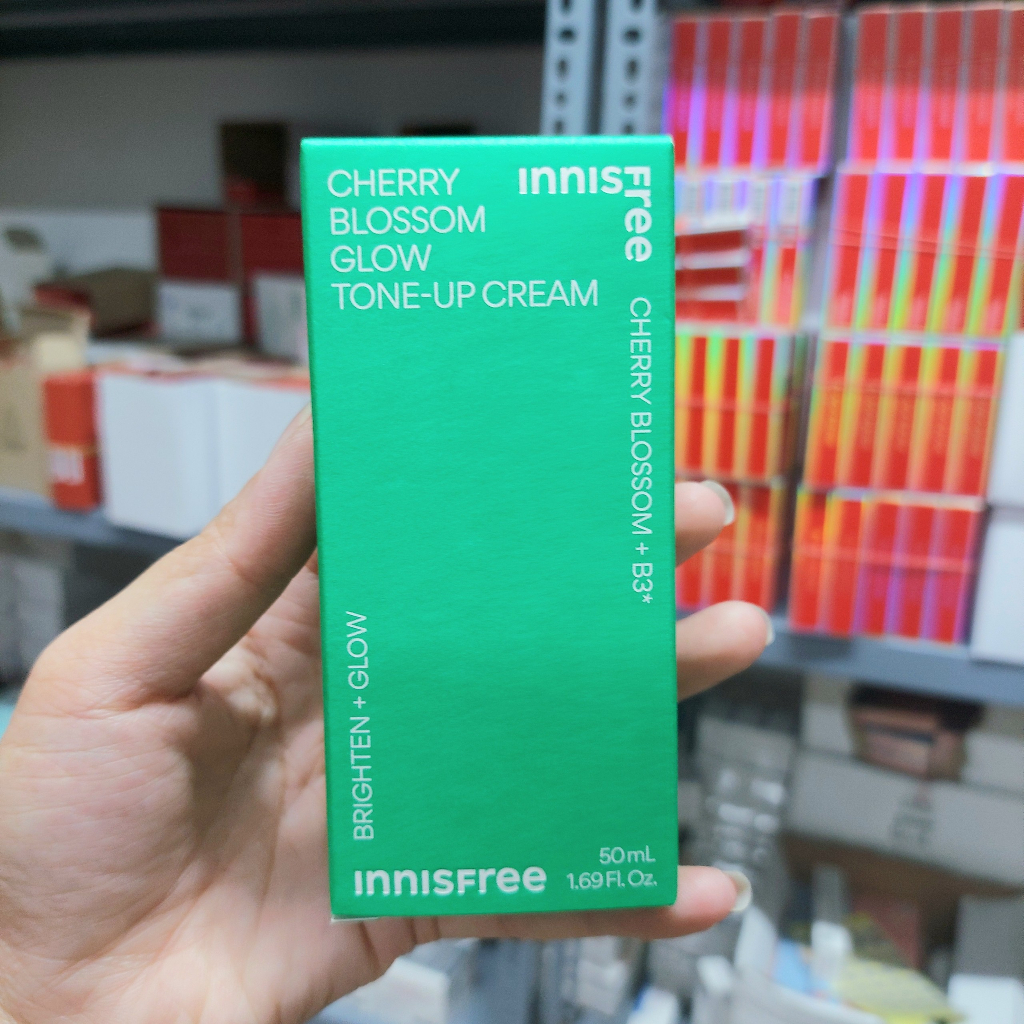 CHERRY
BLOSSOM
GLOW
TONE-UP CREAM
innisfree
CHERRY BLOSSOM + B3*
BRIGHTEN + GLOW
innisfree
50 mL
1.69 Fl. Oz.